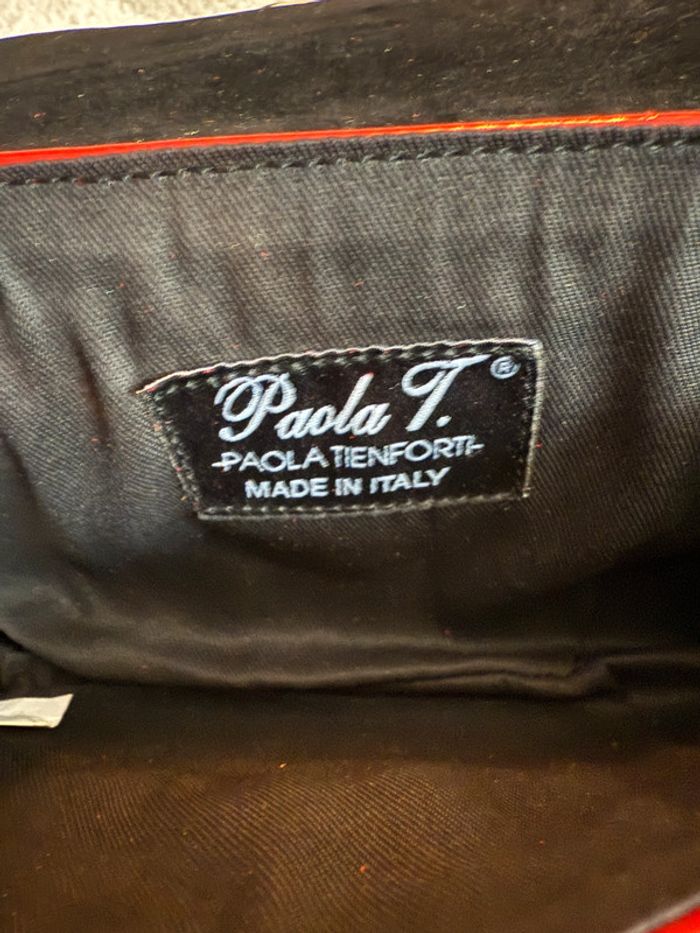 Paola T.®
-PAOLA TIENFORTI-
MADE IN ITALY